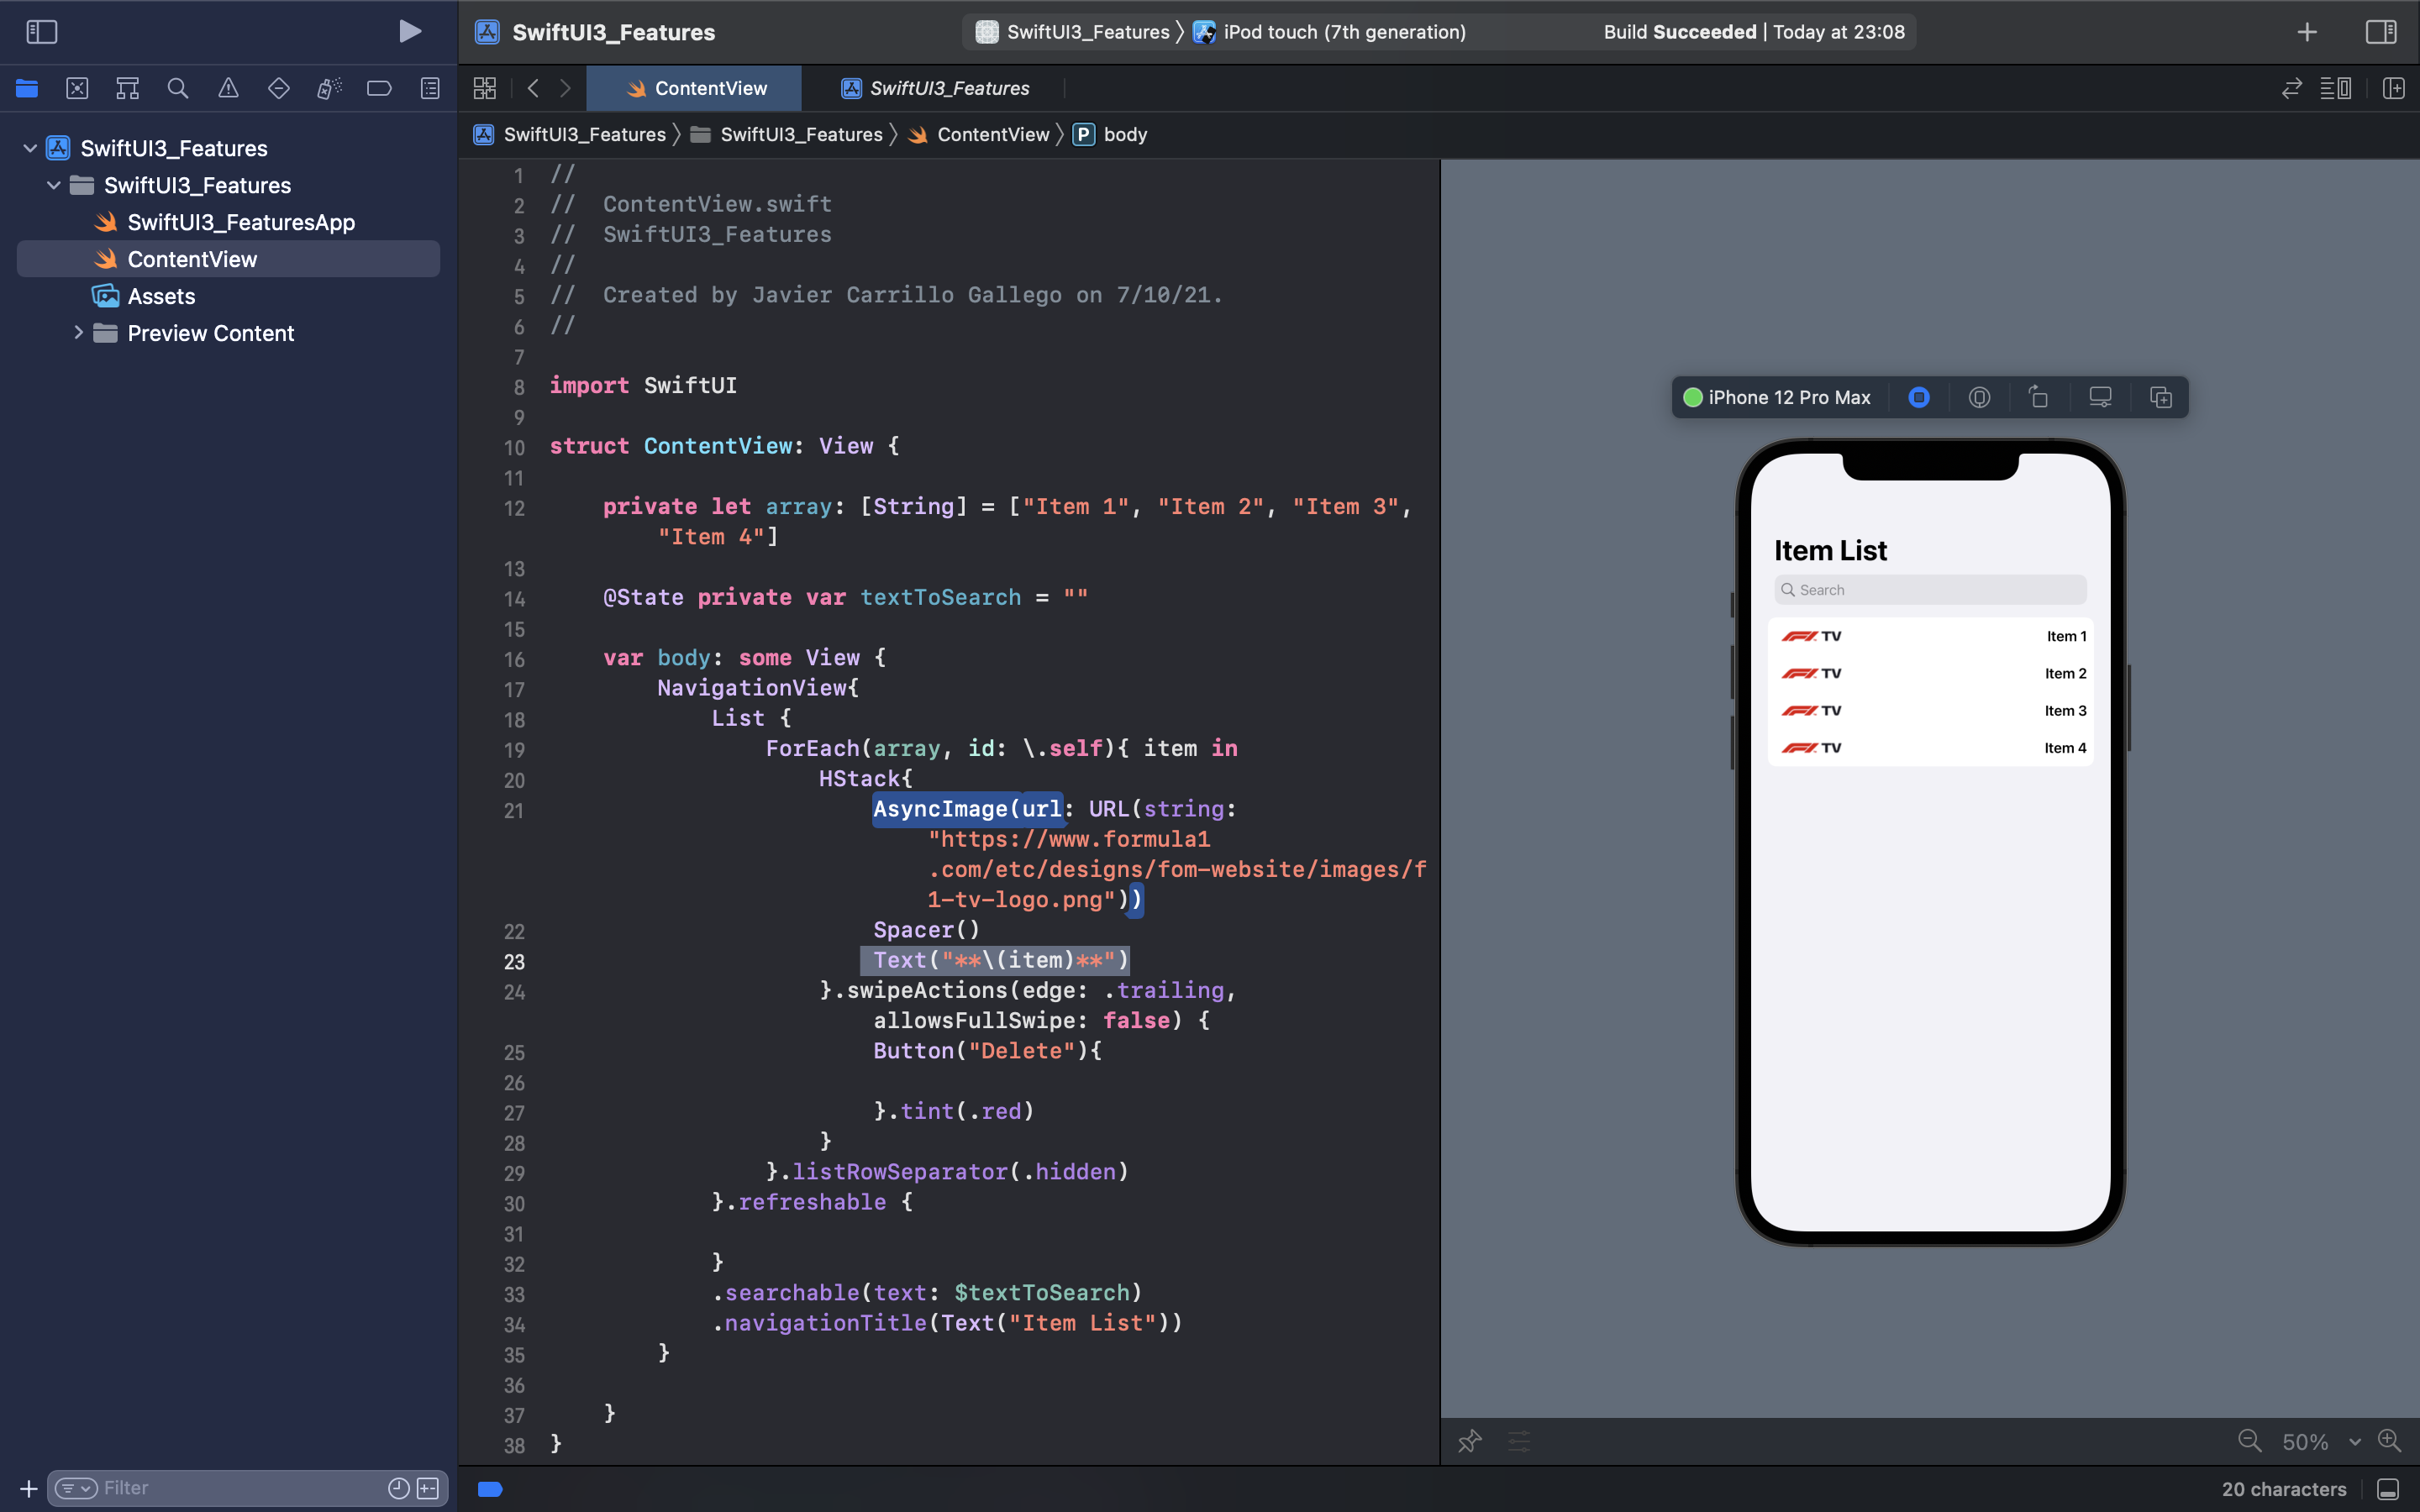 SwiftUI3_Features
SwiftUI3_Features 〉 iPod touch (7th generation)
Build Succeeded | Today at 23:08
ContentView
SwiftUI3_Features
SwiftUI3_Features 〉 SwiftUI3_Features 〉 ContentView 〉 P body
SwiftUI3_Features
SwiftUI3_Features
SwiftUI3_FeaturesApp
ContentView
Assets
Preview Content
Filter
1 //
2 //  ContentView.swift
3 //  SwiftUI3_Features
4 //
5 //  Created by Javier Carrillo Gallego on 7/10/21.
6 //
7
8 import SwiftUI
9
10 struct ContentView: View {
11
12     private let array: [String] = ["Item 1", "Item 2", "Item 3",
"Item 4"]
13
14     @State private var textToSearch = ""
15
16     var body: some View {
17         NavigationView{
18             List {
19                 ForEach(array, id: \.self){ item in
20                     HStack{
21                         AsyncImage(url: URL(string:
"https://www.formula1
.com/etc/designs/fom-website/images/f
1-tv-logo.png"))
22                         Spacer()
23                         Text("**\(item)**")
24                     }.swipeActions(edge: .trailing,
allowsFullSwipe: false) {
25                         Button("Delete"){
26
27                         }.tint(.red)
28                     }
29                 }.listRowSeparator(.hidden)
30             }.refreshable {
31
32             }
33             .searchable(text: $textToSearch)
34             .navigationTitle(Text("Item List"))
35         }
36
37     }
38 }
iPhone 12 Pro Max
Item List
Search
F1 TV Item 1
F1 TV Item 2
F1 TV Item 3
F1 TV Item 4
50%
20 characters